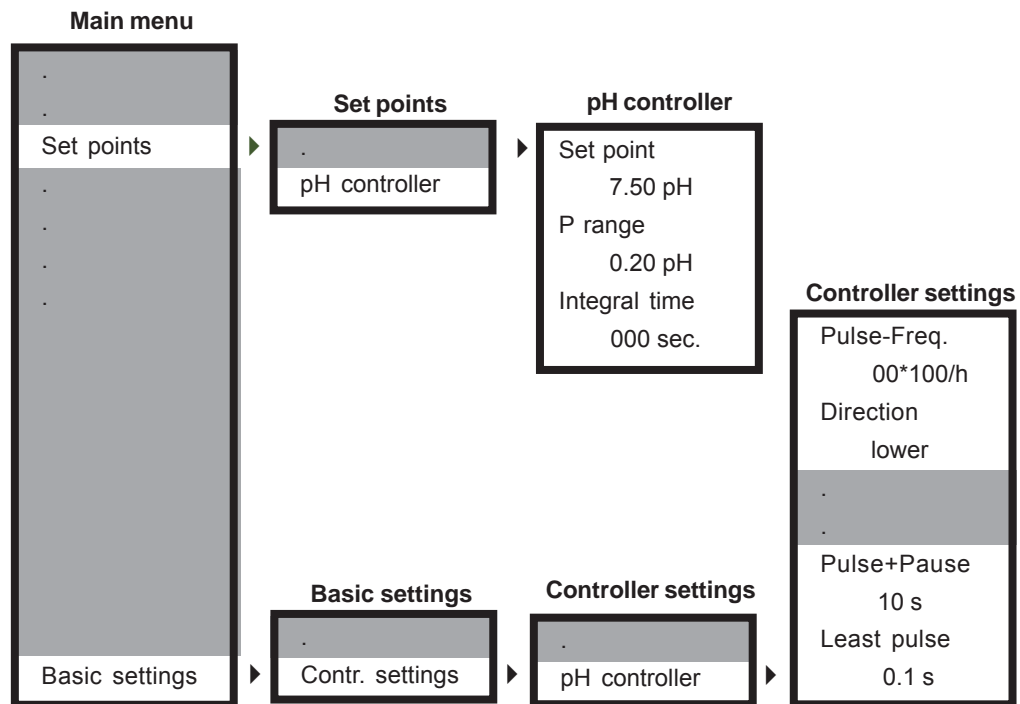 Main menu
.
.
Set points
.
.
.
.
Basic settings
Set points
.
pH controller
pH controller
Set point
7.50 pH
P range
0.20 pH
Integral time
000 sec.
Basic settings
.
Contr. settings
Controller settings
.
pH controller
Controller settings
Pulse-Freq.
00*100/h
Direction
lower
.
.
Pulse+Pause
10 s
Least pulse
0.1 s